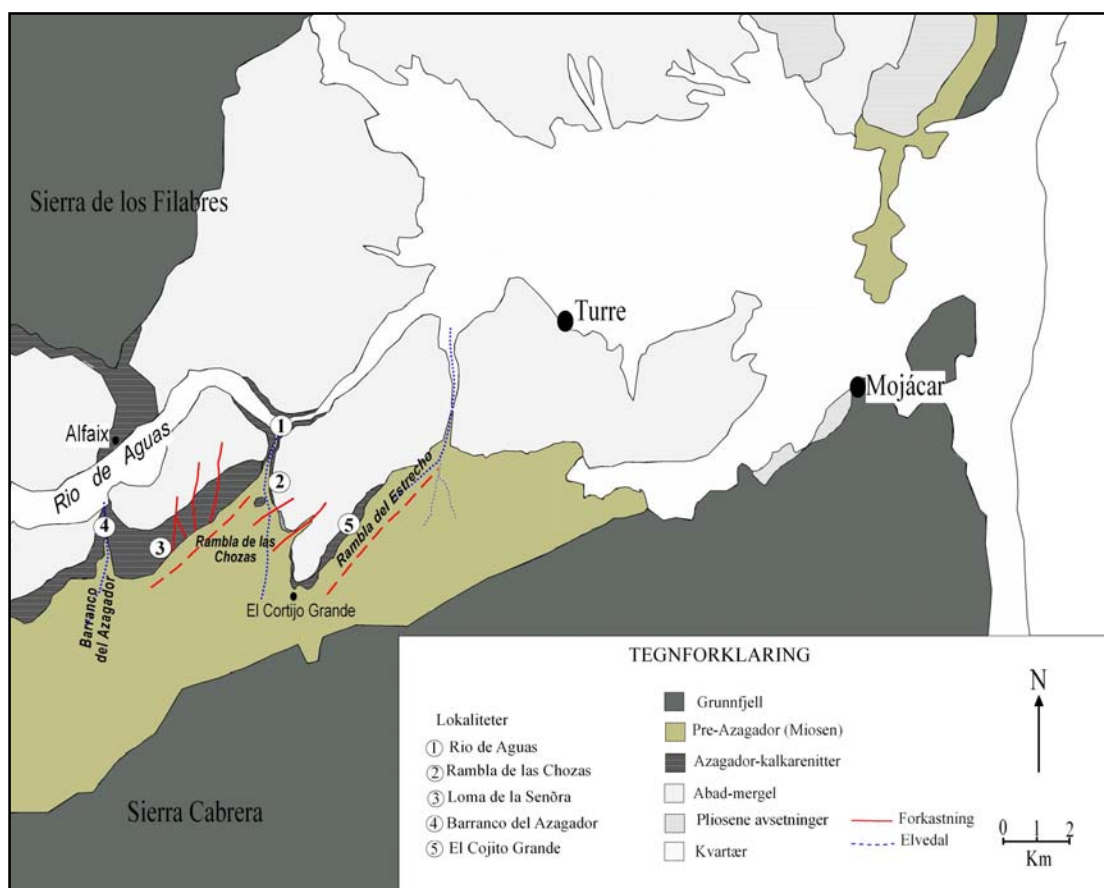 Sierra de los Filabres
Turre
Mojácar
Alfaix
Rio de Aguas
1
2
3
4
5
Rambla de las
Chozas
Rambla del Estrecho
El Cortijo Grande
Barranco
del Azagador
Sierra Cabrera
TEGNFORKLARING
Lokaliteter
1 Rio de Aguas
2 Rambla de las Chozas
3 Loma de la Senõra
4 Barranco del Azagador
5 El Cojito Grande
Grunnfjell
Pre-Azagador (Miosen)
Azagador-kalkarenitter
Abad-mergel
Pliosene avsetninger
Kvartær
Forkastning
Elvedal
N
0 1 2
Km